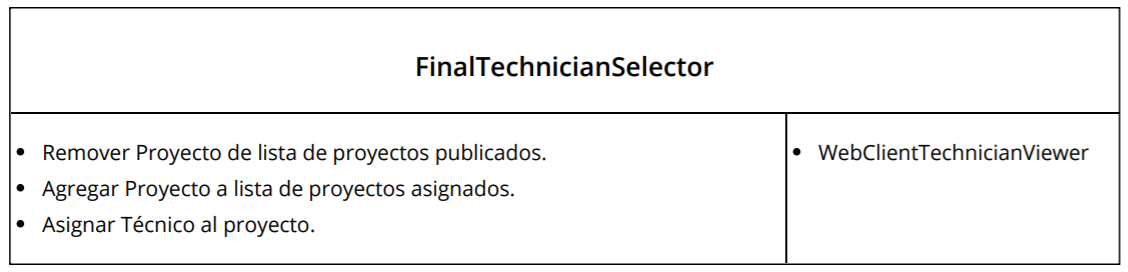 FinalTechnicianSelector
• Remover Proyecto de lista de proyectos publicados.
• Agregar Proyecto a lista de proyectos asignados.
• Asignar Técnico al proyecto.
• WebClientTechnicianViewer